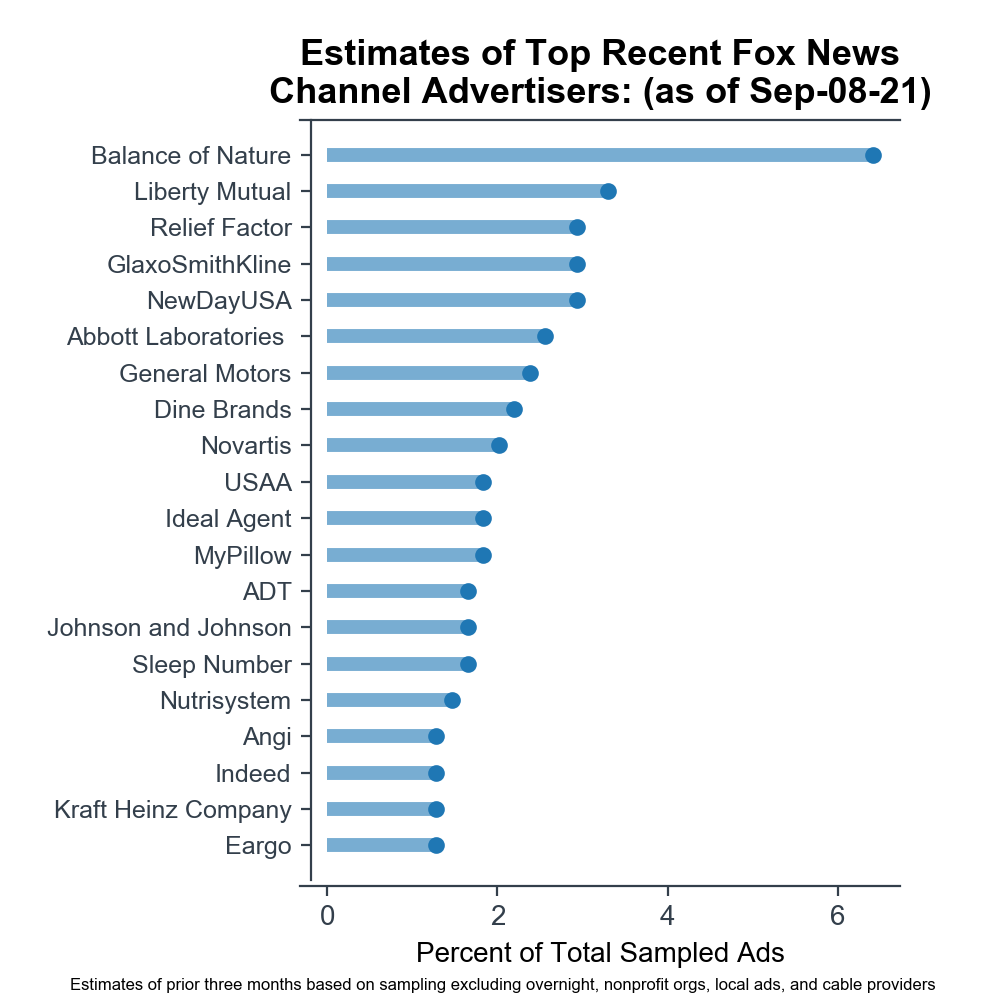 Estimates of Top Recent Fox News
Channel Advertisers: (as of Sep-08-21)
Balance of Nature
Liberty Mutual
Relief Factor
GlaxoSmithKline
NewDayUSA
Abbott Laboratories
General Motors
Dine Brands
Novartis
USAA
Ideal Agent
MyPillow
ADT
Johnson and Johnson
Sleep Number
Nutrisystem
Angi
Indeed
Kraft Heinz Company
Eargo
0 2 4 6
Percent of Total Sampled Ads
Estimates of prior three months based on sampling excluding overnight, nonprofit orgs, local ads, and cable providers